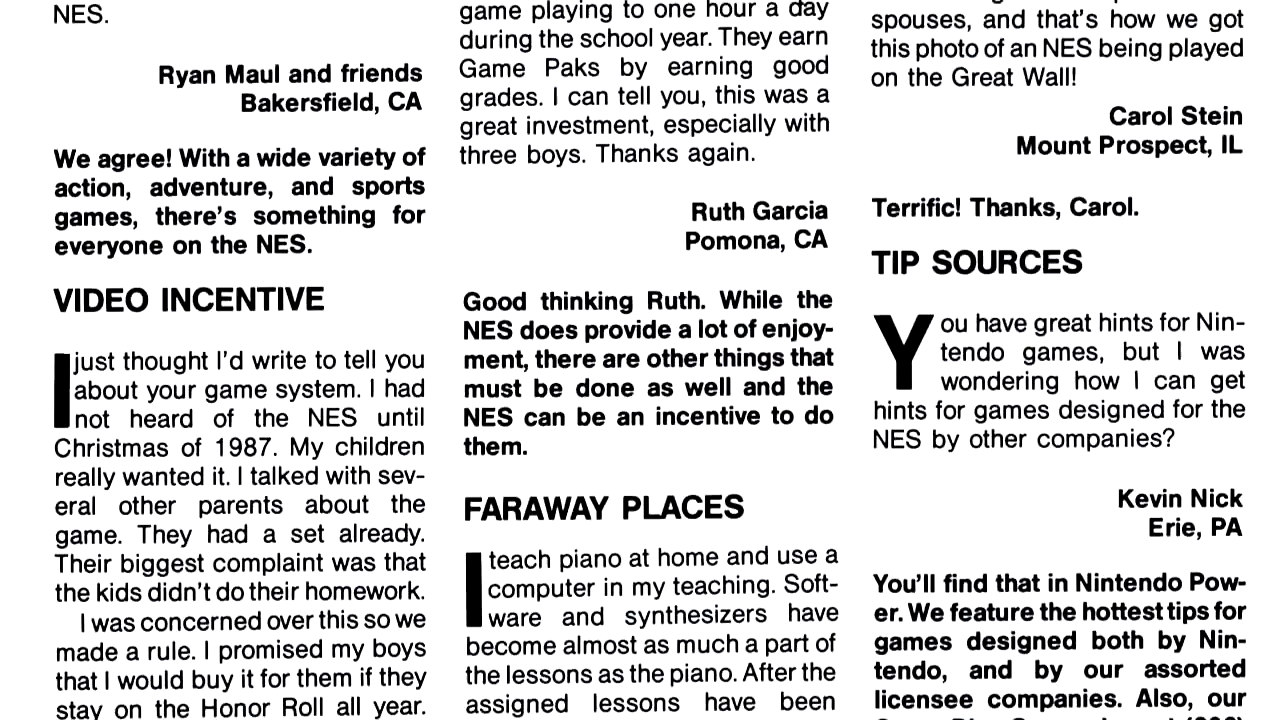 NES.
Ryan Maul and friends
Bakersfield, CA
We agree! With a wide variety of
action, adventure, and sports
games, there's something for
everyone on the NES.
VIDEO INCENTIVE
I just thought I'd write to tell you
about your game system. I had
not heard of the NES until
Christmas of 1987. My children
really wanted it. I talked with sev-
eral other parents about the
game. They had a set already.
Their biggest complaint was that
the kids didn't do their homework.
I was concerned over this so we
made a rule. I promised my boys
that I would buy it for them if they
stay on the Honor Roll all year.
game playing to one hour a day
during the school year. They earn
Game Paks by earning good
grades. I can tell you, this was a
great investment, especially with
three boys. Thanks again.
Ruth Garcia
Pomona, CA
Good thinking Ruth. While the
NES does provide a lot of enjoy-
ment, there are other things that
must be done as well and the
NES can be an incentive to do
them.
FARAWAY PLACES
I teach piano at home and use a
computer in my teaching. Soft-
ware and synthesizers have
become almost as much a part of
the lessons as the piano. After the
assigned lessons have been
spouses, and that's how we got
this photo of an NES being played
on the Great Wall!
Carol Stein
Mount Prospect, IL
Terrific! Thanks, Carol.
TIP SOURCES
You have great hints for Nin-
tendo games, but I was
wondering how I can get
hints for games designed for the
NES by other companies?
Kevin Nick
Erie, PA
You'll find that in Nintendo Pow-
er. We feature the hottest tips for
games designed both by Nin-
tendo, and by our assorted
licensee companies. Also, our